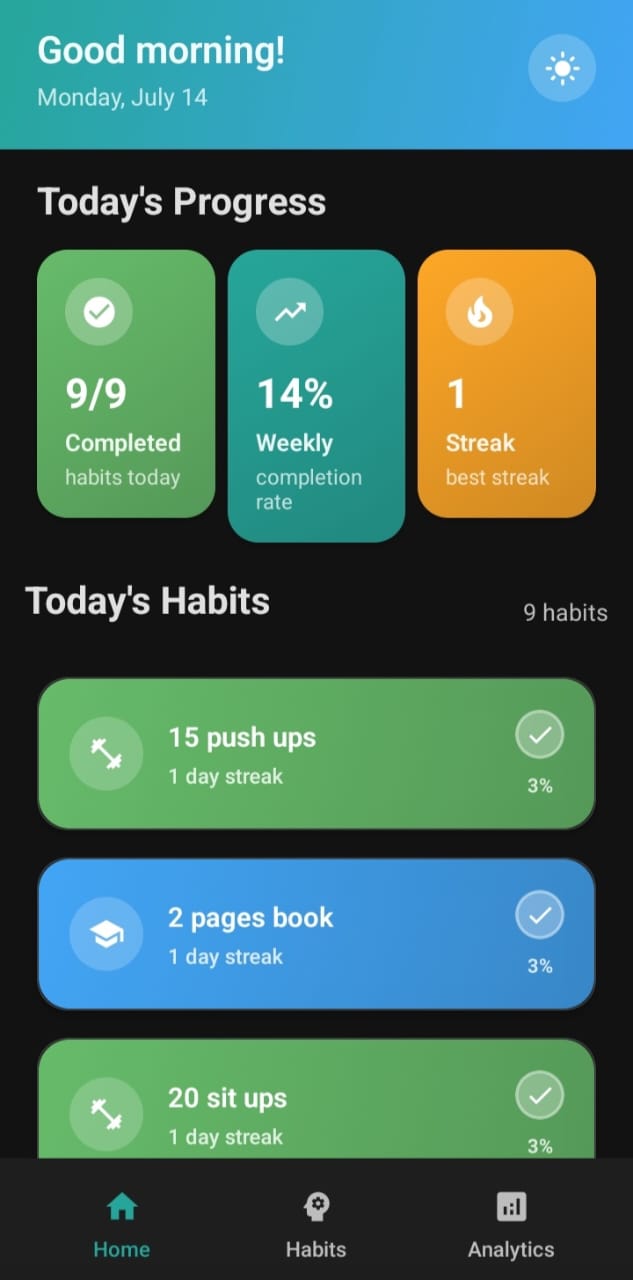 Good morning!
Monday, July 14
Today's Progress
9/9
Completed
habits today
14%
Weekly
completion
rate
1
Streak
best streak
Today's Habits
9 habits
15 push ups
1 day streak
3%
2 pages book
1 day streak
3%
20 sit ups
1 day streak
3%
Home
Habits
Analytics